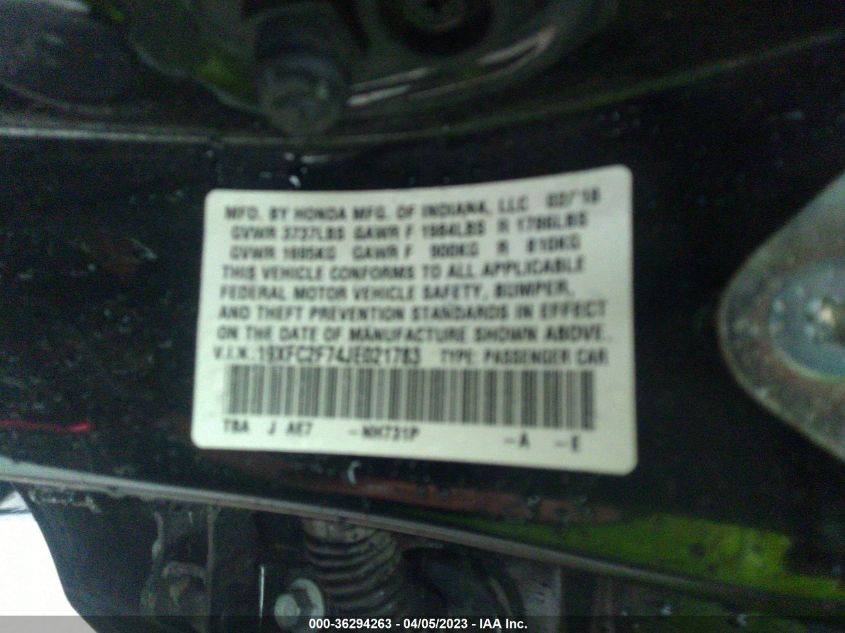 MFD. BY HONDA MFG. OF INDIANA, LLC 02/18
GVWR 3737LBS GAWR F 1984LBS R 1786LBS
GVWR 1695KG GAWR F 900KG R 810KG
THIS VEHICLE CONFORMS TO ALL APPLICABLE
FEDERAL MOTOR VEHICLE SAFETY, BUMPER,
AND THEFT PREVENTION STANDARDS IN EFFECT
ON THE DATE OF MANUFACTURE SHOWN ABOVE.
V.I.N.:19XFC2F74JE021783 TYPE: PASSENGER CAR
TBA J AE7 -NH731P -A -E
000-36294263 - 04/05/2023 - IAA Inc.